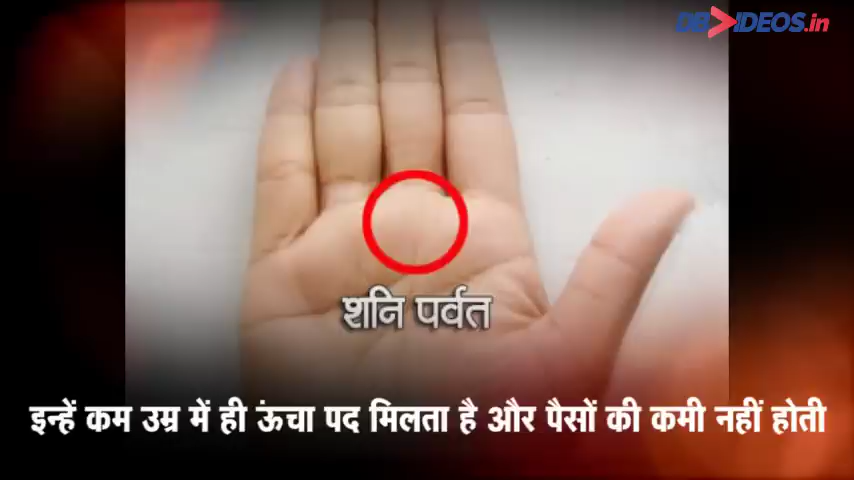 DBVIDEOS.in
शनि पर्वत
इन्हें कम उम्र में ही ऊंचा पद मिलता है और पैसों की कमी नहीं होती